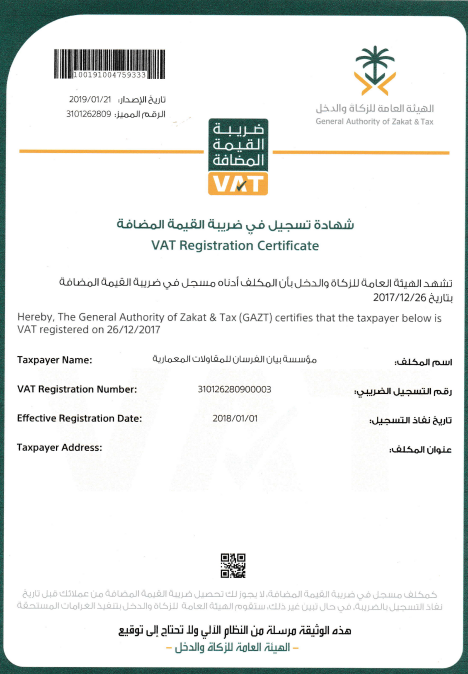 100191004759333
تاريخ الإصدار: 2019/01/21
الرقم المميز: 3101262809
الهيئة العامة للزكاة والدخل
General Authority of Zakat & Tax
ضريبة
القيمة
المضافة
VAT
شهادة تسجيل في ضريبة القيمة المضافة
VAT Registration Certificate
تشهد الهيئة العامة للزكاة والدخل بأن المكلف أدناه مسجل في ضريبة القيمة المضافة
بتاريخ 2017/12/26
Hereby, The General Authority of Zakat & Tax (GAZT) certifies that the taxpayer below is
VAT registered on 26/12/2017
Taxpayer Name: مؤسسة بيان الفرسان للمقاولات المعمارية اسم المكلف:
VAT Registration Number: 310126280900003 رقم التسجيل الضريبي:
Effective Registration Date: 2018/01/01 تاريخ نفاذ التسجيل:
Taxpayer Address: عنوان المكلف:
كمكلف مسجل في ضريبة القيمة المضافة، لا يجوز لك تحصيل ضريبة القيمة المضافة من عملائك قبل تاريخ
نفاذ التسجيل بالضريبة، في حال تبين غير ذلك، ستقوم الهيئة العامة للزكاة والدخل بتنفيذ الغرامات المستحقة
هذه الوثيقة مرسلة من النظام الآلي ولا تحتاج إلى توقيع
- الهيئة العامة للزكاة والدخل -